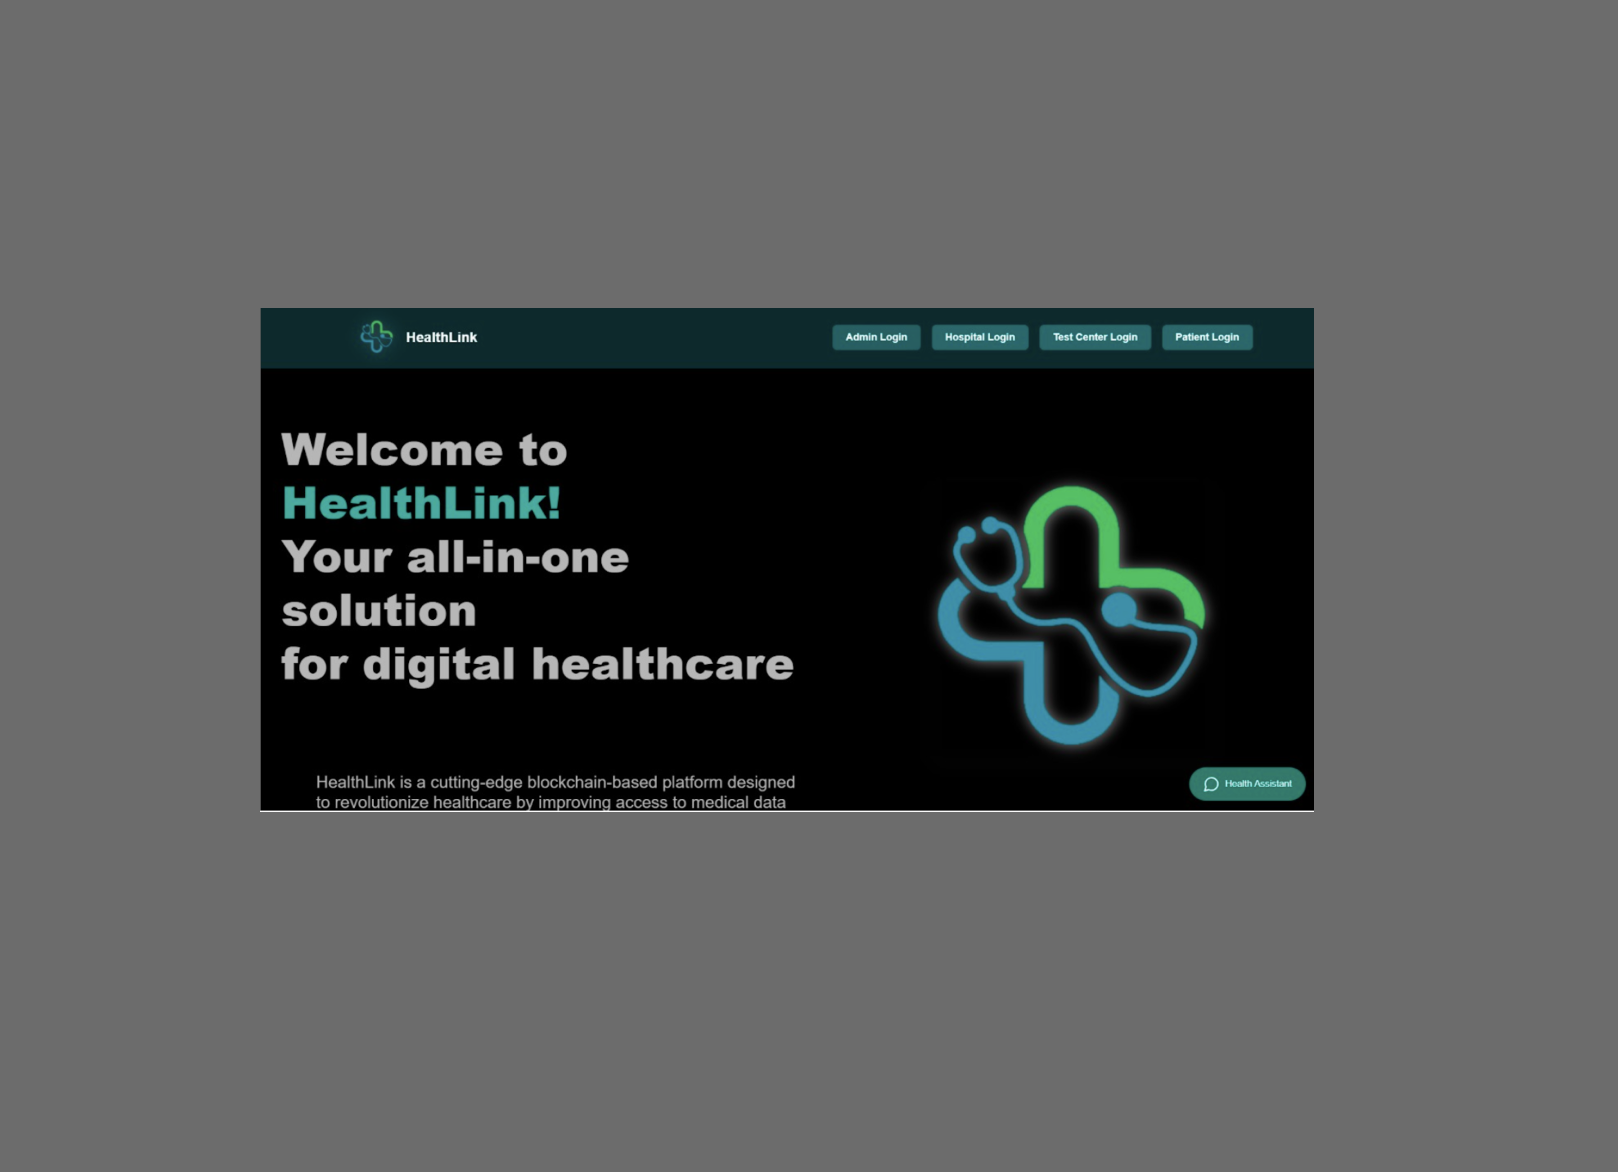 HealthLink
Admin Login
Hospital Login
Test Center Login
Patient Login
Welcome to
HealthLink!
Your all-in-one
solution
for digital healthcare
HealthLink is a cutting-edge blockchain-based platform designed
to revolutionize healthcare by improving access to medical data
Health Assistant